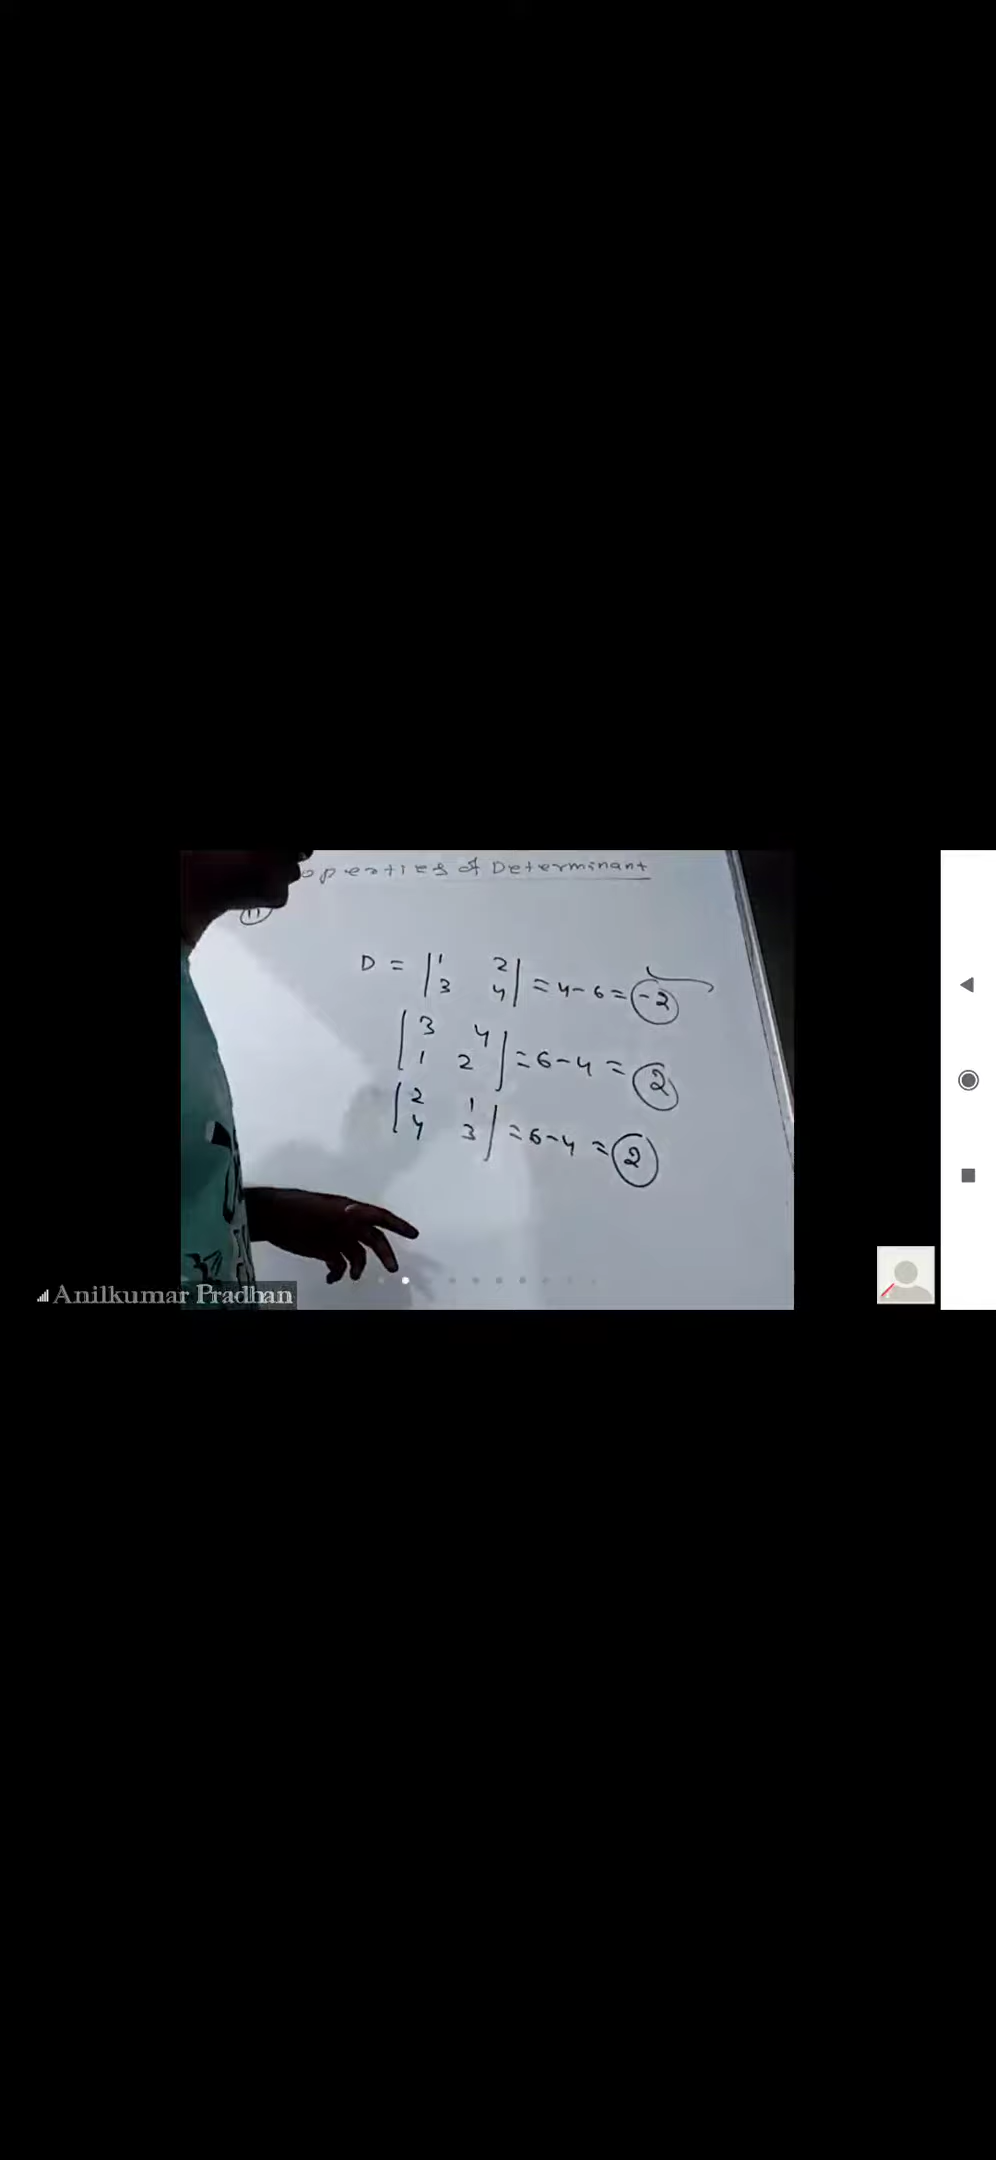 operties of Determinant
(11)
D = | 1 2 |
| 3 4 | = 4 - 6 = -2
| 3 4 |
| 1 2 | = 6 - 4 = 2
| 2 1 |
| 4 3 | = 6 - 4 = 2
Anilkumar Pradhan